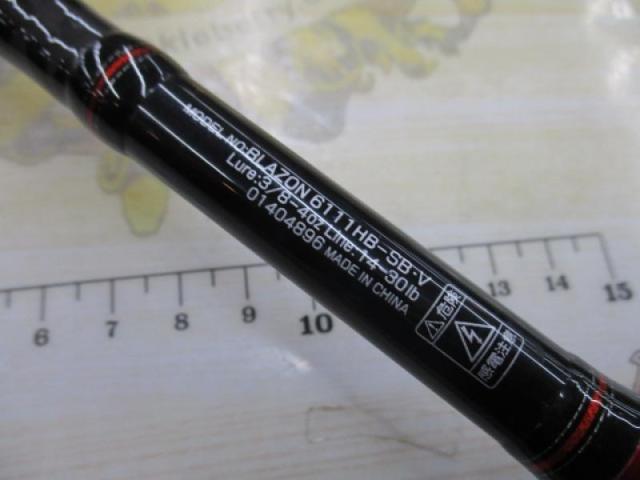 MODEL NO:BLAZON 6111HB-SB・V
Lure:3/8-4oz Line:14-30lb
01404896 MADE IN CHINA
危険
感電注意
6 7 8 9 10 13 14 15